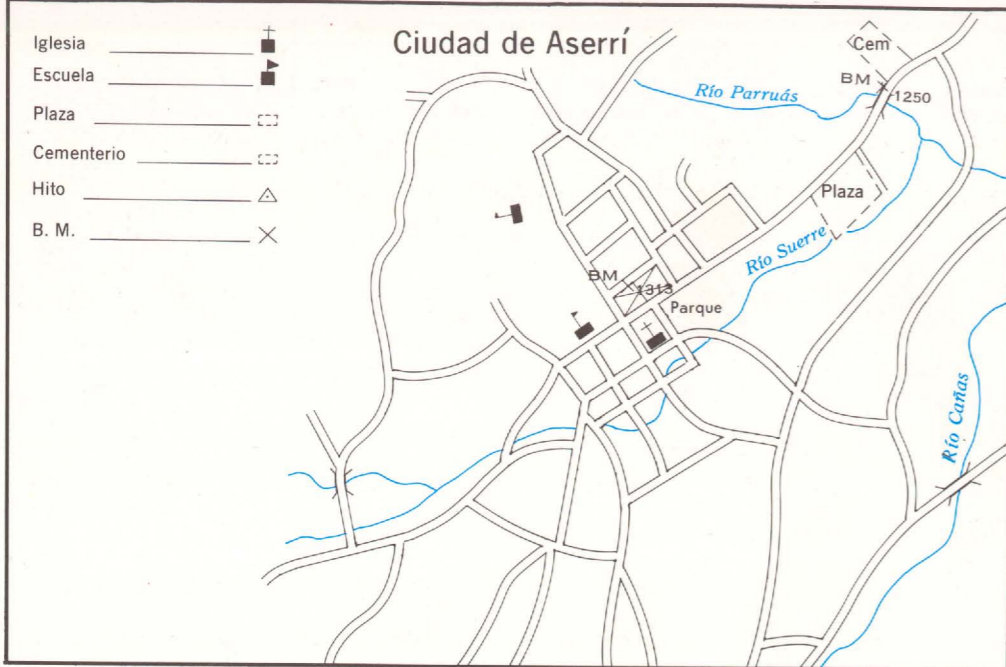 Ciudad de Aserrí
Iglesia
Escuela
Plaza
Cementerio
Hito
B. M.
Cem
BM
1250
Río Parruás
Plaza
Río Suerre
BM
1313
Parque
Río Cañas